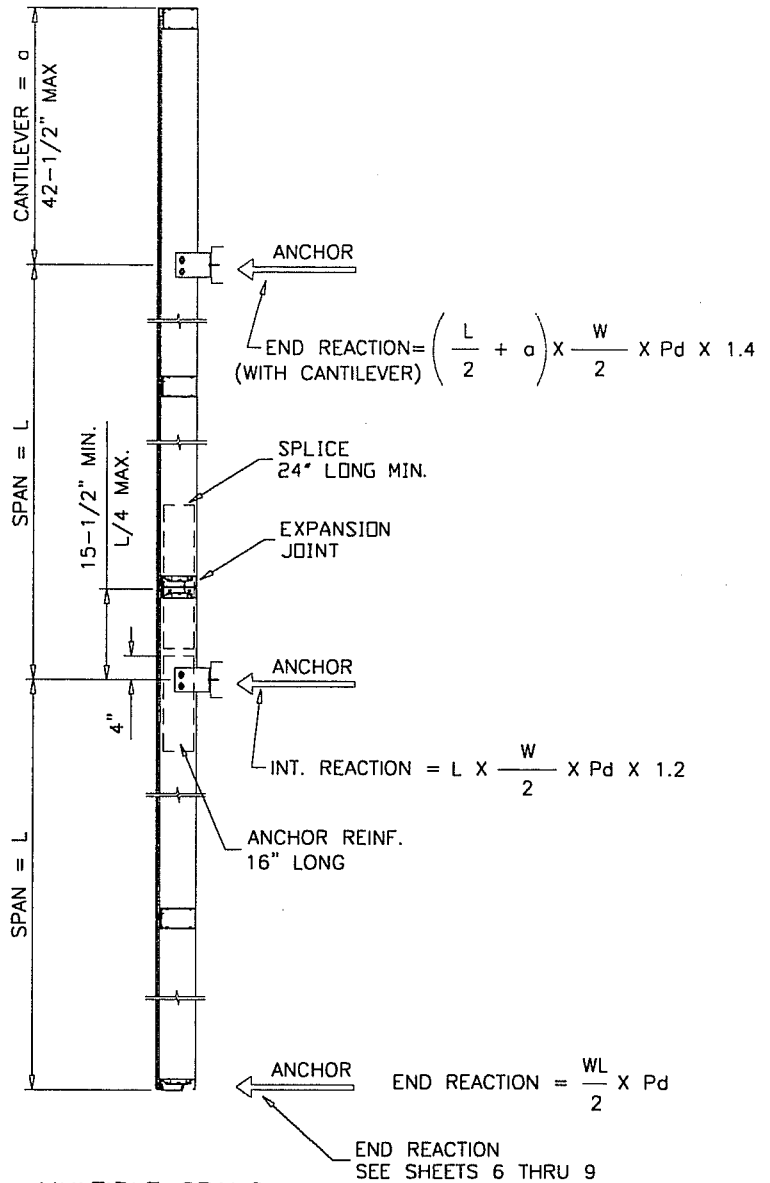 CANTILEVER = a
42-1/2" MAX
ANCHOR
END REACTION= ( L/2 + a ) X W/2 X Pd X 1.4
(WITH CANTILEVER)
SPAN = L
15-1/2" MIN.
L/4 MAX.
SPLICE
24" LONG MIN.
EXPANSION
JOINT
ANCHOR
4"
INT. REACTION = L X W/2 X Pd X 1.2
ANCHOR REINF.
16" LONG
SPAN = L
ANCHOR
END REACTION = WL/2 X Pd
END REACTION
SEE SHEETS 6 THRU 9